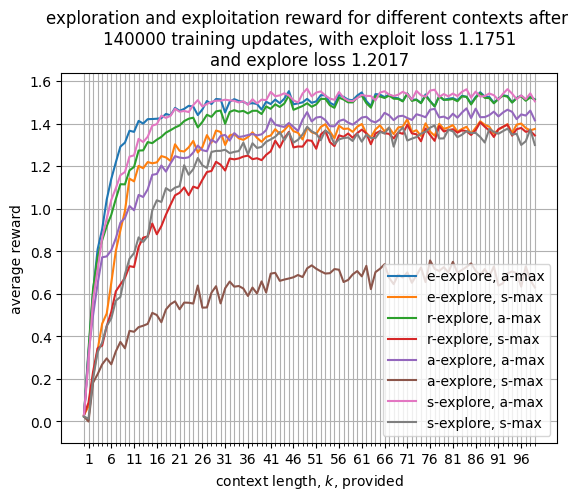 exploration and exploitation reward for different contexts after
140000 training updates, with exploit loss 1.1751
and explore loss 1.2017
1.6
1.4
1.2
1.0
0.8
0.6
0.4
0.2
0.0
average reward
e-explore, a-max
e-explore, s-max
r-explore, a-max
r-explore, s-max
a-explore, a-max
a-explore, s-max
s-explore, a-max
s-explore, s-max
1 6 11 16 21 26 31 36 41 46 51 56 61 66 71 76 81 86 91 96
context length, k, provided